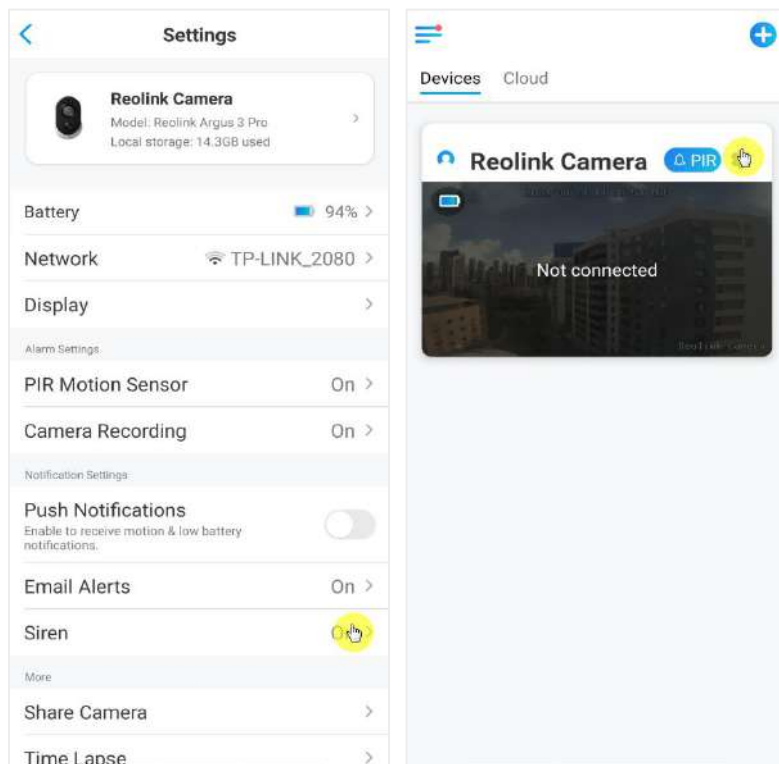 Settings
Reolink Camera
Model: Reolink Argus 3 Pro
Local storage: 14.3GB used
Battery 94%
Network TP-LINK_2080
Display
Alarm Settings
PIR Motion Sensor On
Camera Recording On
Notification Settings
Push Notifications
Enable to receive motion & low battery
notifications.
Email Alerts On
Siren
More
Share Camera
Time Lapse
Devices Cloud
Reolink Camera PIR
Not connected
Reolink Camera